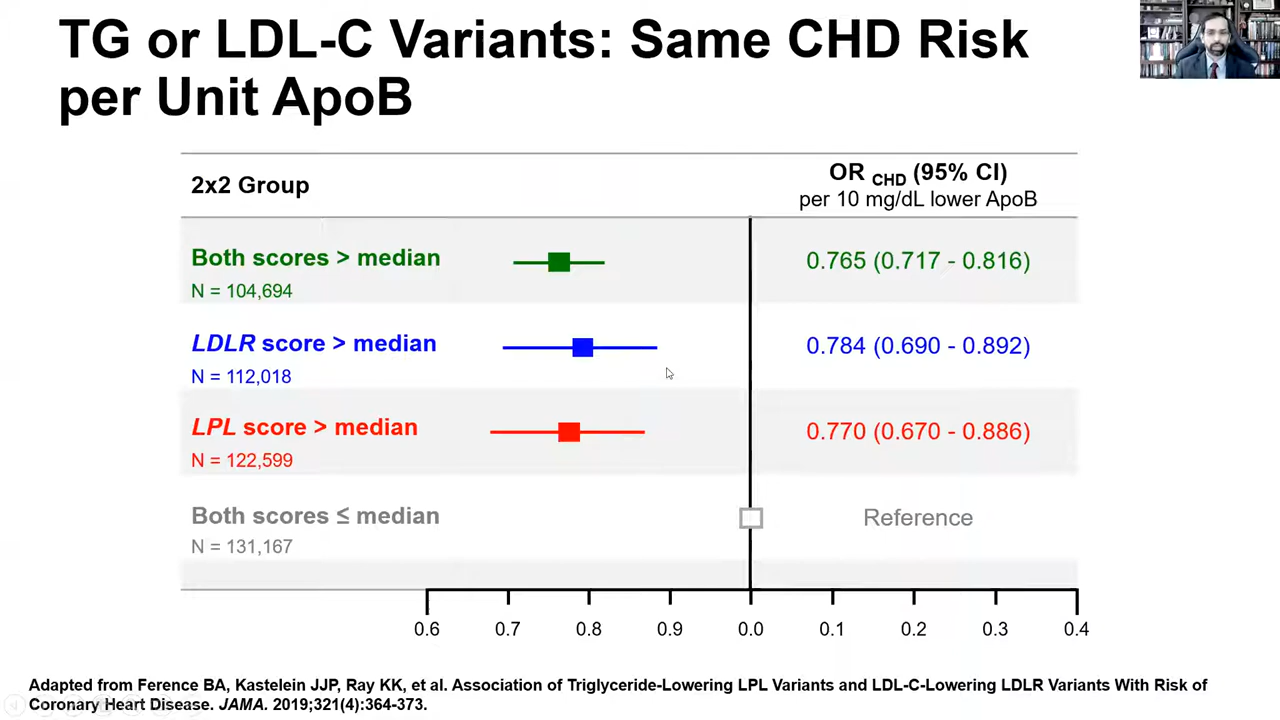 TG or LDL-C Variants: Same CHD Risk
per Unit ApoB
2x2 Group
OR CHD (95% CI)
per 10 mg/dL lower ApoB
Both scores > median
N = 104,694
0.765 (0.717 - 0.816)
LDLR score > median
N = 112,018
0.784 (0.690 - 0.892)
LPL score > median
N = 122,599
0.770 (0.670 - 0.886)
Both scores ≤ median
N = 131,167
Reference
0.6 0.7 0.8 0.9 0.0 0.1 0.2 0.3 0.4
Adapted from Ference BA, Kastelein JJP, Ray KK, et al. Association of Triglyceride-Lowering LPL Variants and LDL-C-Lowering LDLR Variants With Risk of
Coronary Heart Disease. JAMA. 2019;321(4):364-373.